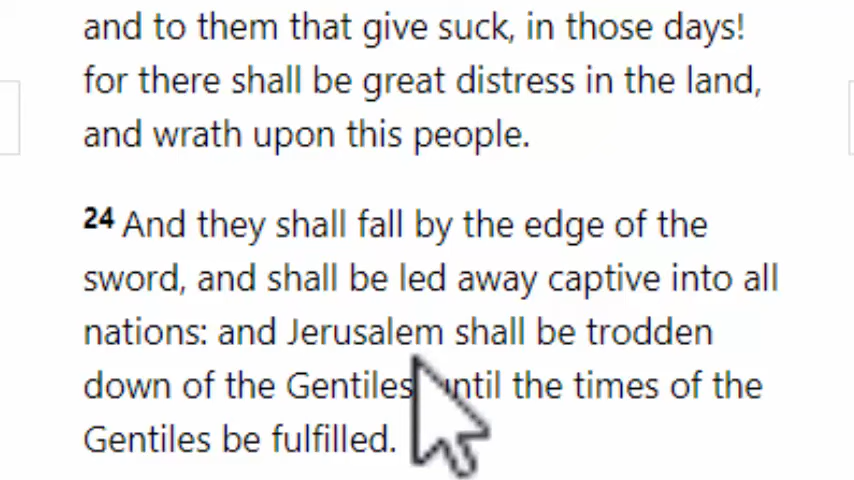 and to them that give suck, in those days!
for there shall be great distress in the land,
and wrath upon this people.
24 And they shall fall by the edge of the
sword, and shall be led away captive into all
nations: and Jerusalem shall be trodden
down of the Gentiles, until the times of the
Gentiles be fulfilled.